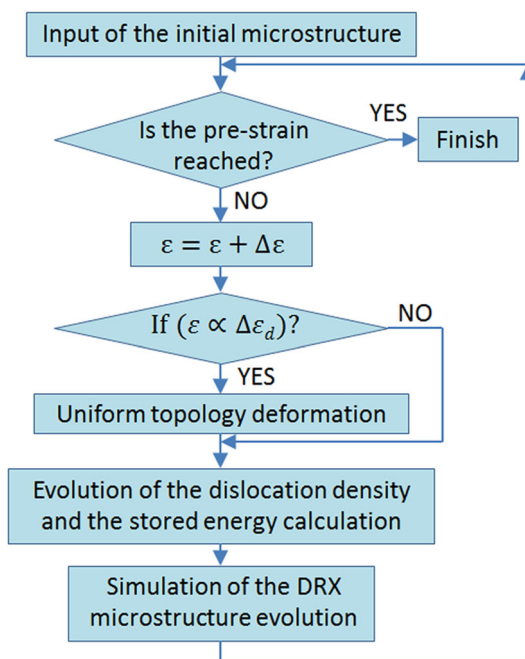 Input of the initial microstructure
YES
Is the pre-strain
reached?
Finish
NO
ε = ε + Δε
If (ε ∝ Δε_d)?
NO
YES
Uniform topology deformation
Evolution of the dislocation density
and the stored energy calculation
Simulation of the DRX
microstructure evolution